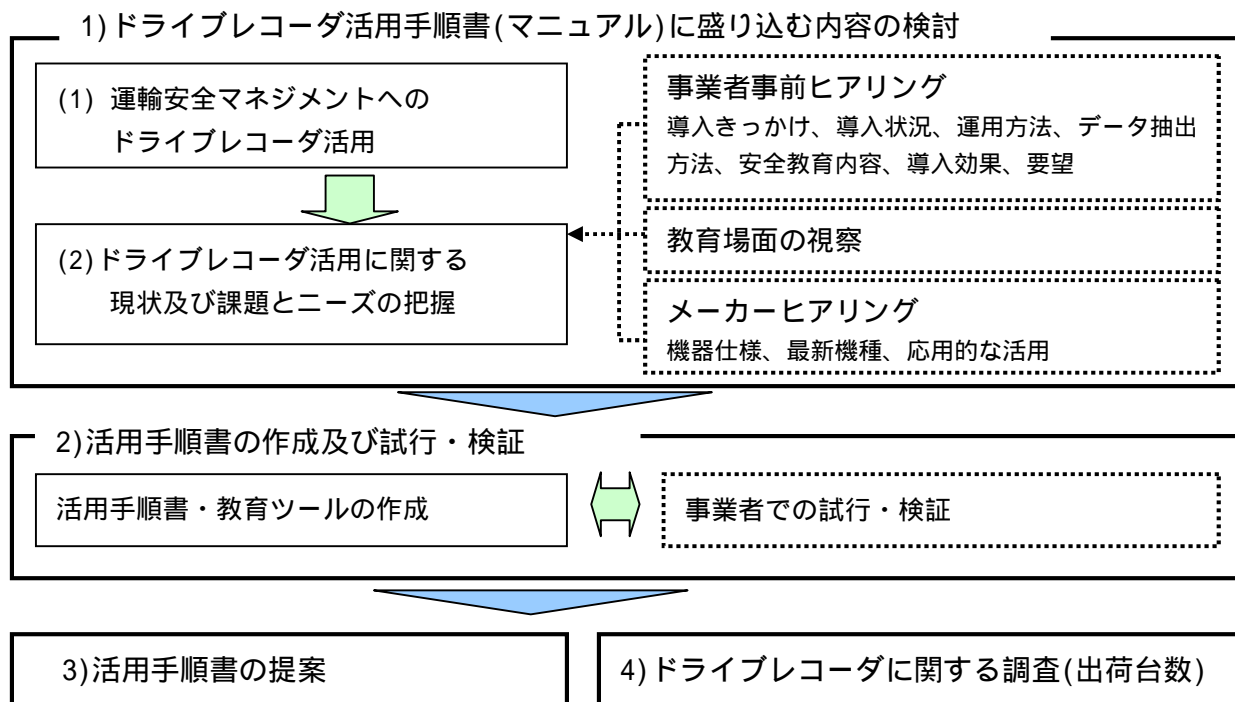 1)ドライブレコーダ活用手順書(マニュアル)に盛り込む内容の検討
(1) 運輸安全マネジメントへの
ドライブレコーダ活用
(2)ドライブレコーダ活用に関する
現状及び課題とニーズの把握
事業者事前ヒアリング
導入きっかけ、導入状況、運用方法、データ抽出
方法、安全教育内容、導入効果、要望
教育場面の視察
メーカーヒアリング
機器仕様、最新機種、応用的な活用
2)活用手順書の作成及び試行・検証
活用手順書・教育ツールの作成
事業者での試行・検証
3)活用手順書の提案
4)ドライブレコーダに関する調査(出荷台数)